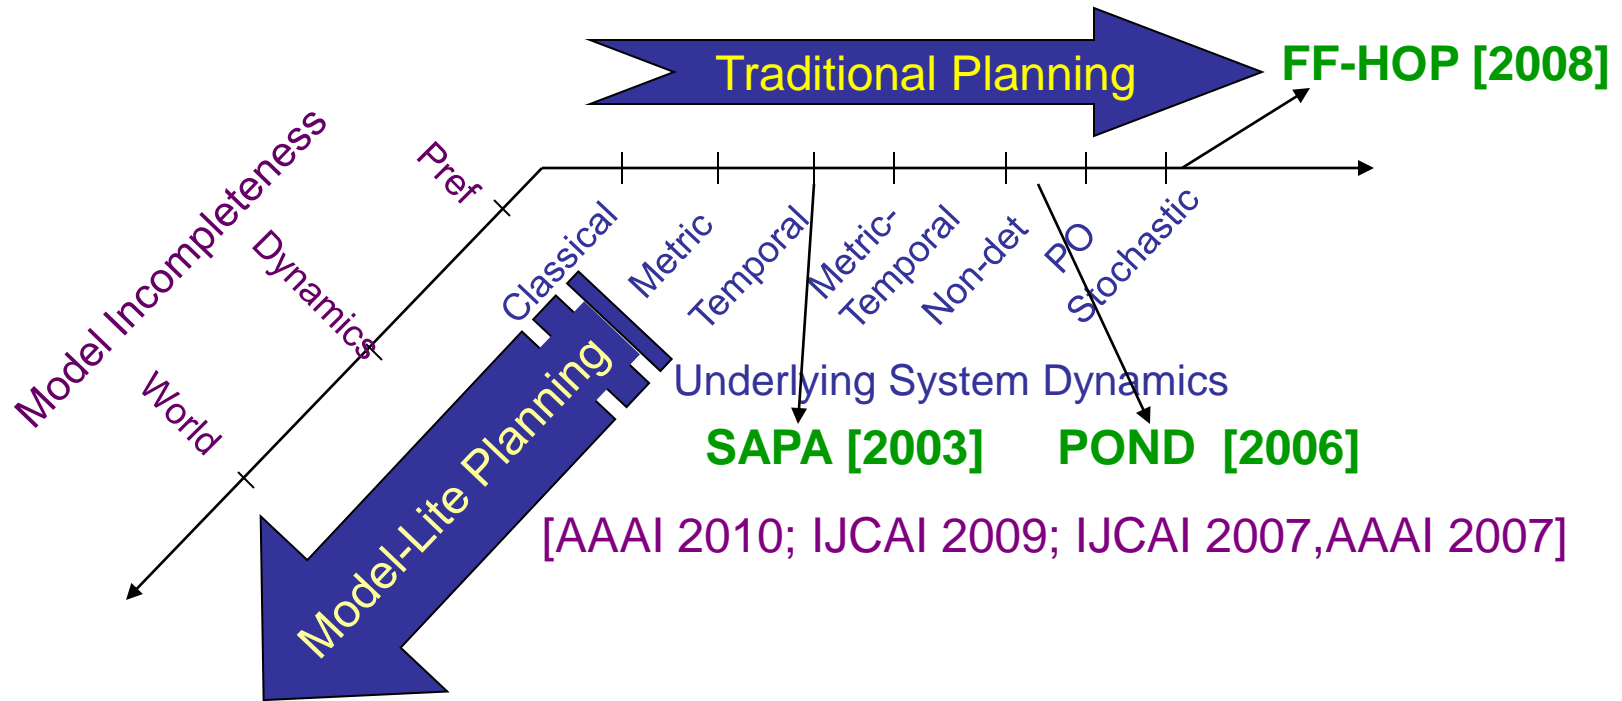 Traditional Planning
FF-HOP [2008]
Model Incompleteness
Pref
Dynamics
World
Classical
Metric
Temporal
Metric-
Temporal
Non-det
PO
Stochastic
Underlying System Dynamics
Model-Lite Planning
SAPA [2003]
POND [2006]
[AAAI 2010; IJCAI 2009; IJCAI 2007,AAAI 2007]